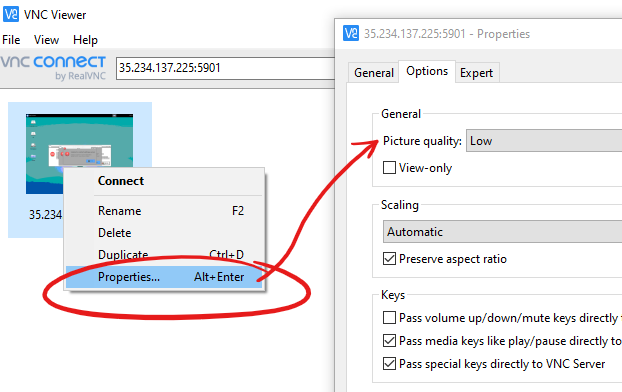 VNC Viewer
File View Help
vnc connect
by RealVNC
35.234.137.225:5901
35.234
Connect
Rename F2
Delete
Duplicate Ctrl+D
Properties... Alt+Enter
35.234.137.225:5901 - Properties
General Options Expert
General
Picture quality: Low
View-only
Scaling
Automatic
Preserve aspect ratio
Keys
Pass volume up/down/mute keys directly
Pass media keys like play/pause directly to
Pass special keys directly to VNC Server